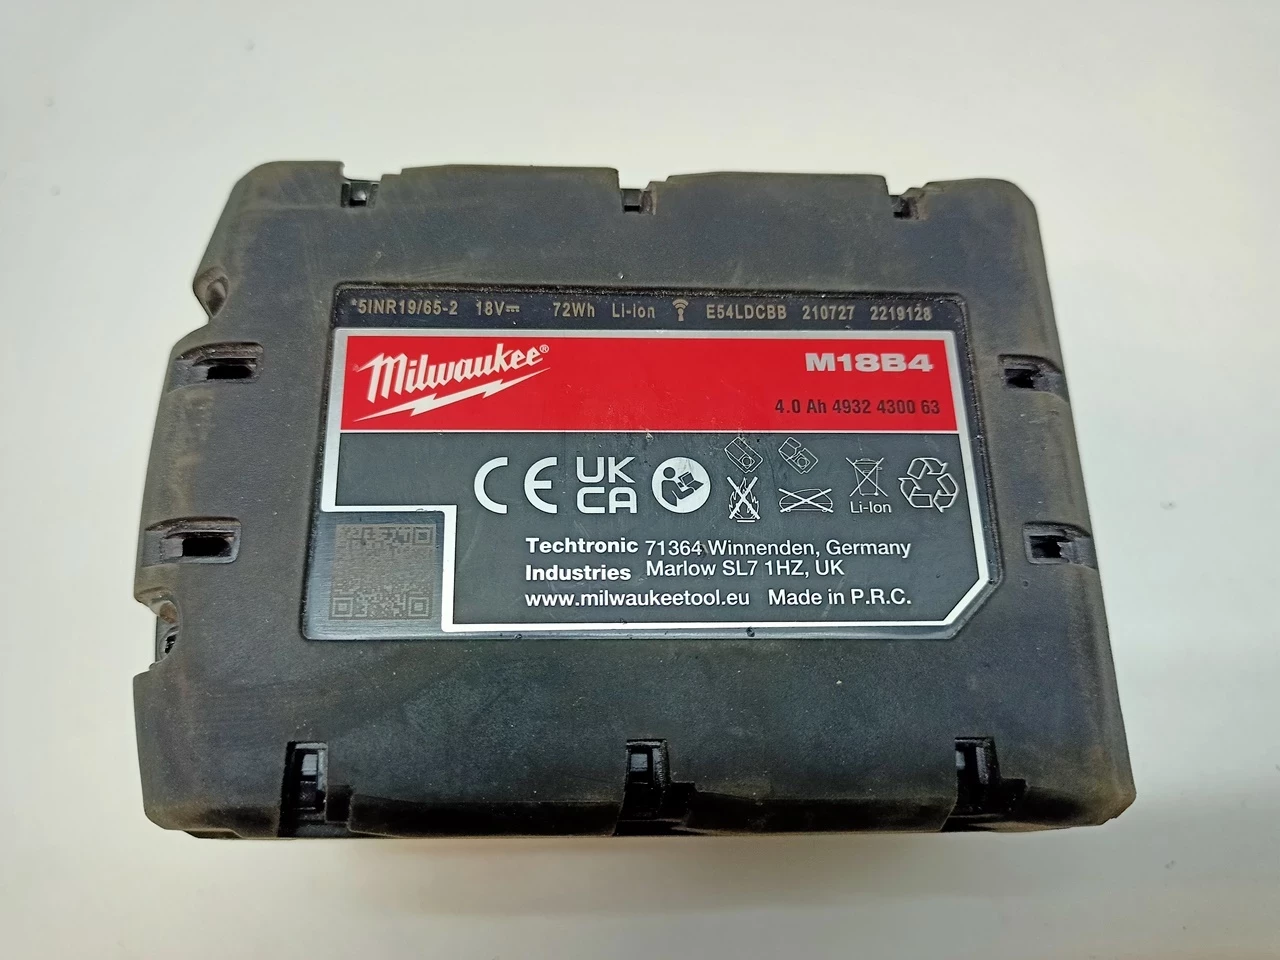 *5INR19/65-2 18V⎓ 72Wh Li-Ion E54LDCBB 210727 2219128
Milwaukee® M18B4
4.0 Ah 4932 4300 63
CE UK CA
Li-Ion
Techtronic 71364 Winnenden, Germany
Industries Marlow SL7 1HZ, UK
www.milwaukeetool.eu Made in P.R.C.